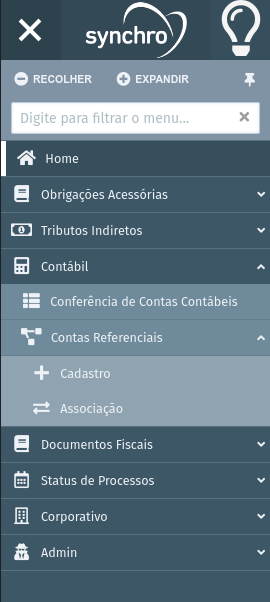 synchro
RECOLHER EXPANDIR
Digite para filtrar o menu...
Home
Obrigações Acessórias
Tributos Indiretos
Contábil
Conferência de Contas Contábeis
Contas Referenciais
Cadastro
Associação
Documentos Fiscais
Status de Processos
Corporativo
Admin